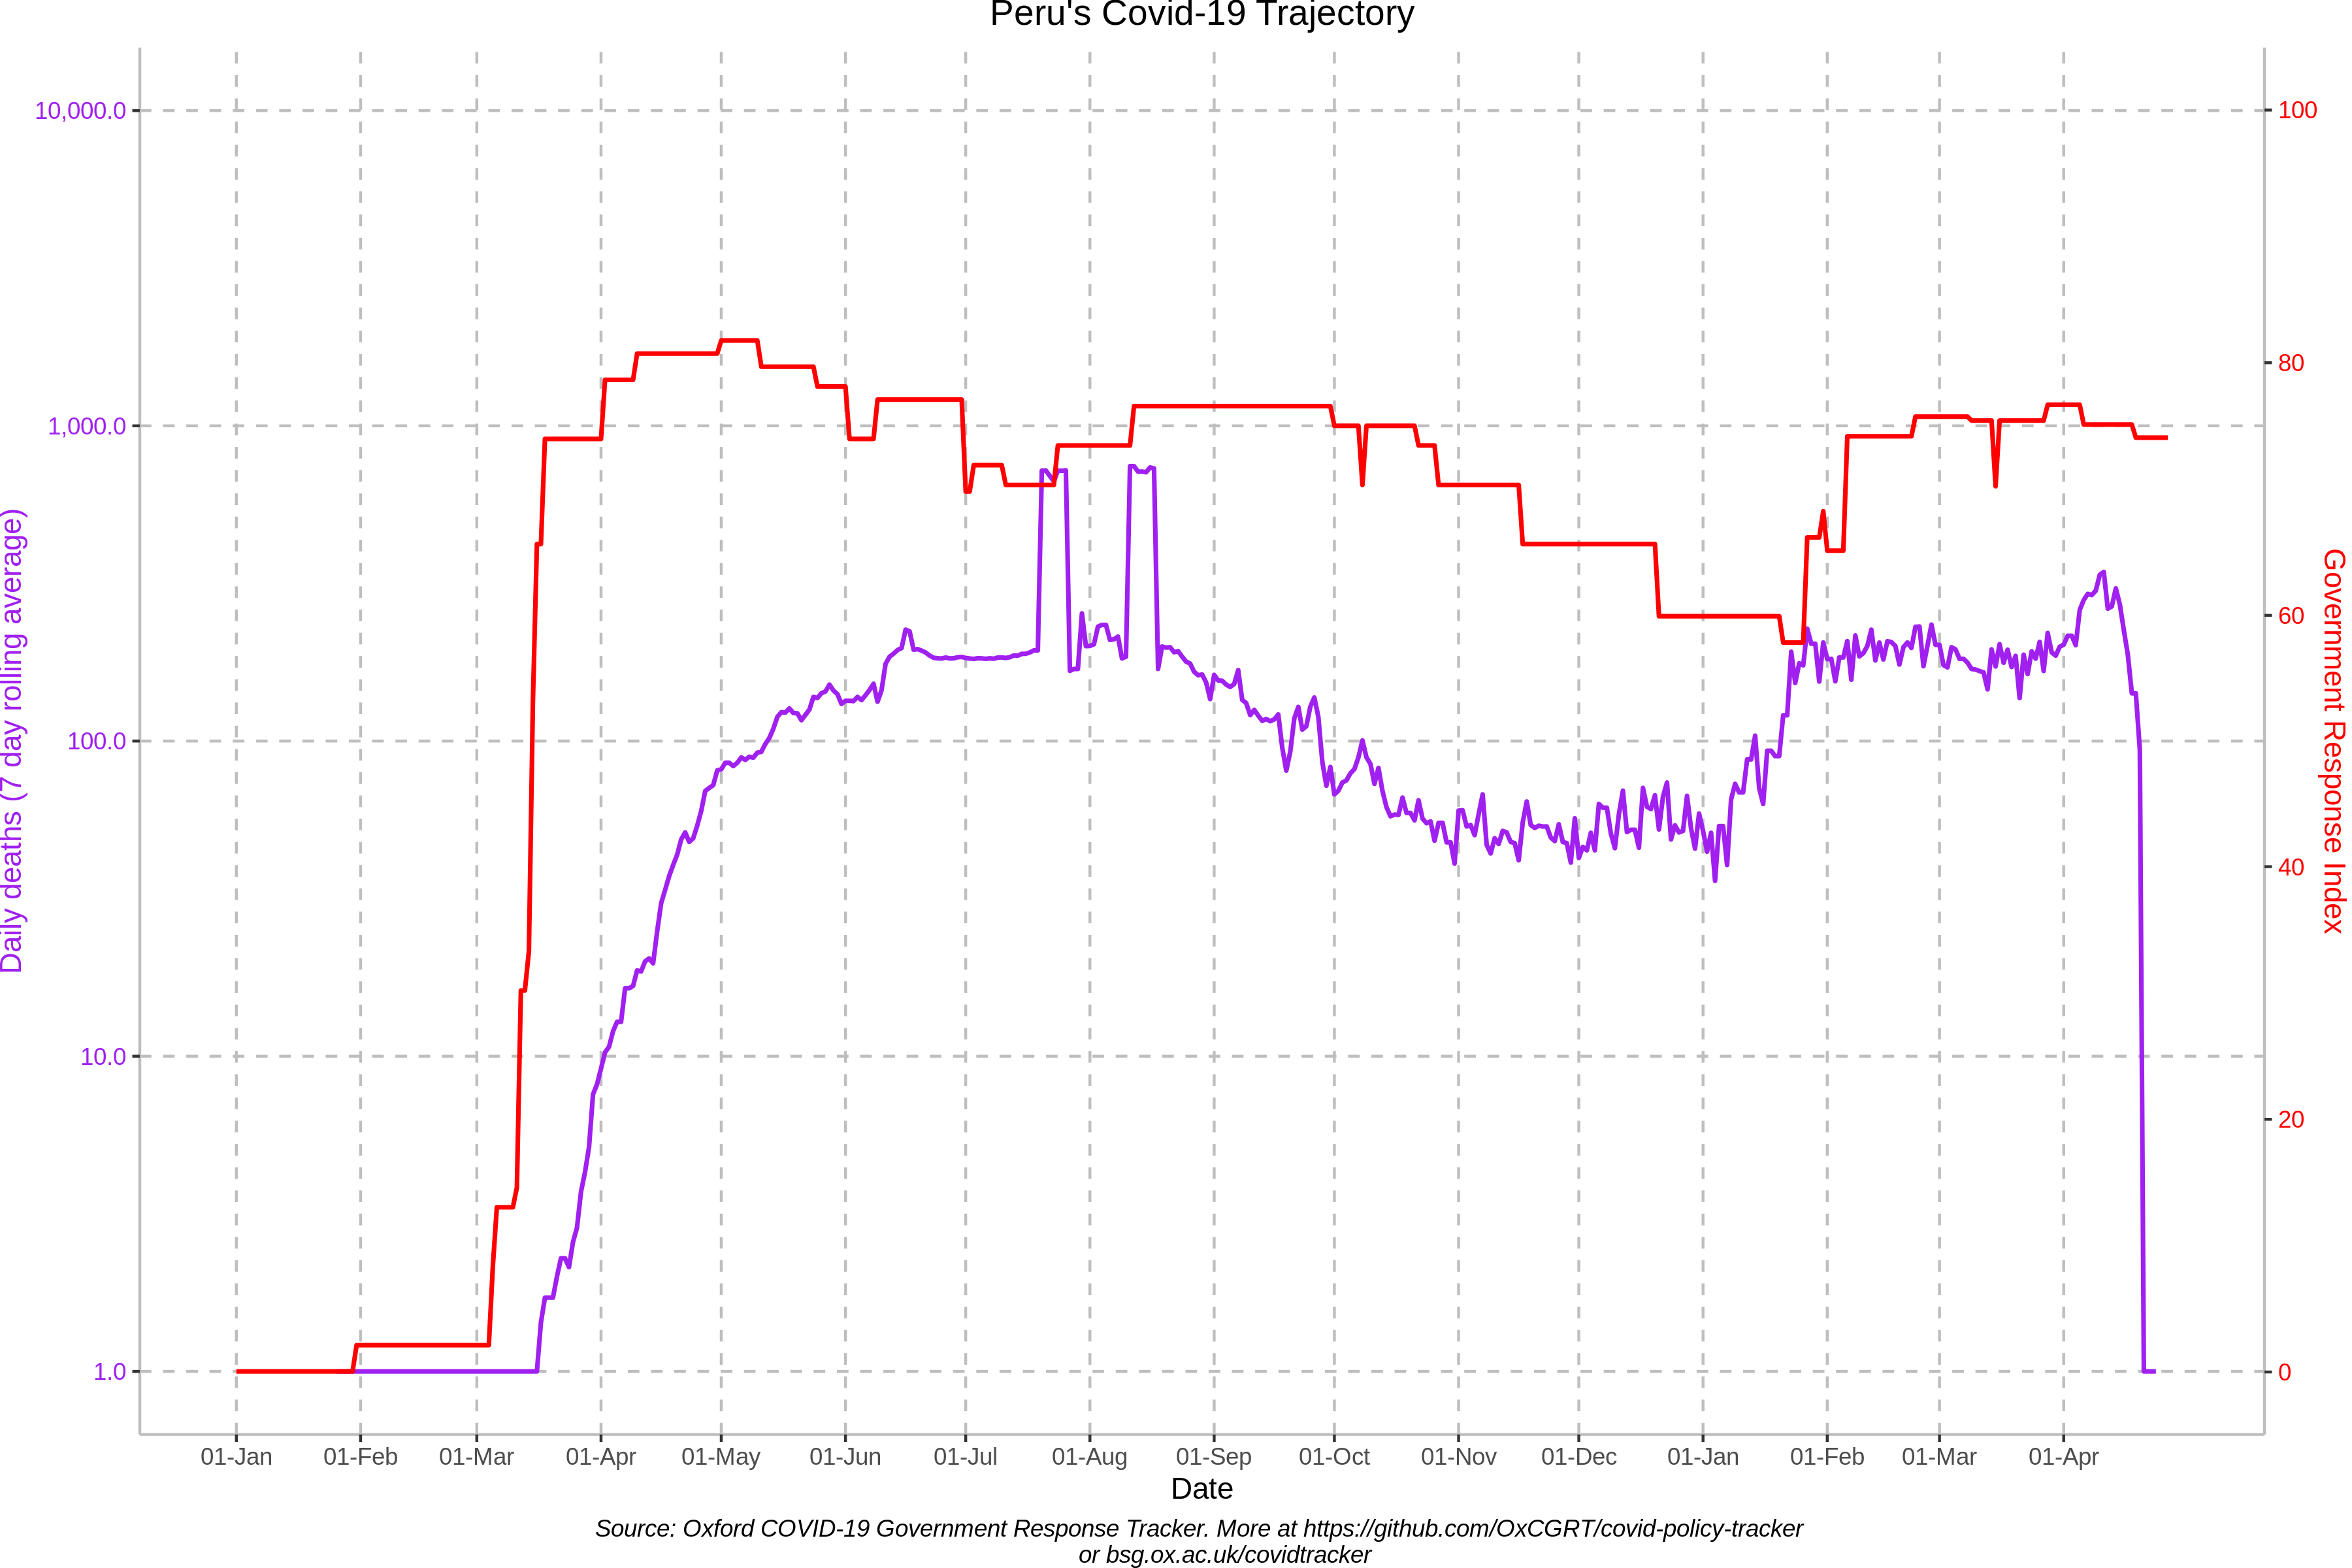 Peru's Covid-19 Trajectory
10,000.0
1,000.0
100.0
10.0
1.0
Daily deaths (7 day rolling average)
100
80
60
40
20
0
Government Response Index
01-Jan 01-Feb 01-Mar 01-Apr 01-May 01-Jun 01-Jul 01-Aug 01-Sep 01-Oct 01-Nov 01-Dec 01-Jan 01-Feb 01-Mar 01-Apr
Date
Source: Oxford COVID-19 Government Response Tracker. More at https://github.com/OxCGRT/covid-policy-tracker
or bsg.ox.ac.uk/covidtracker